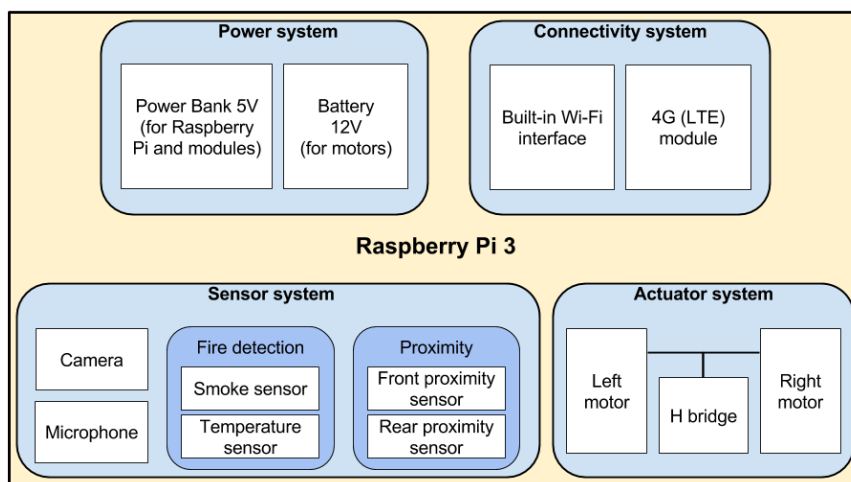 Power system
Power Bank 5V
(for Raspberry
Pi and modules)
Battery
12V
(for motors)
Connectivity system
Built-in Wi-Fi
interface
4G (LTE)
module
Raspberry Pi 3
Sensor system
Camera
Microphone
Fire detection
Smoke sensor
Temperature
sensor
Proximity
Front proximity
sensor
Rear proximity
sensor
Actuator system
Left
motor
H bridge
Right
motor